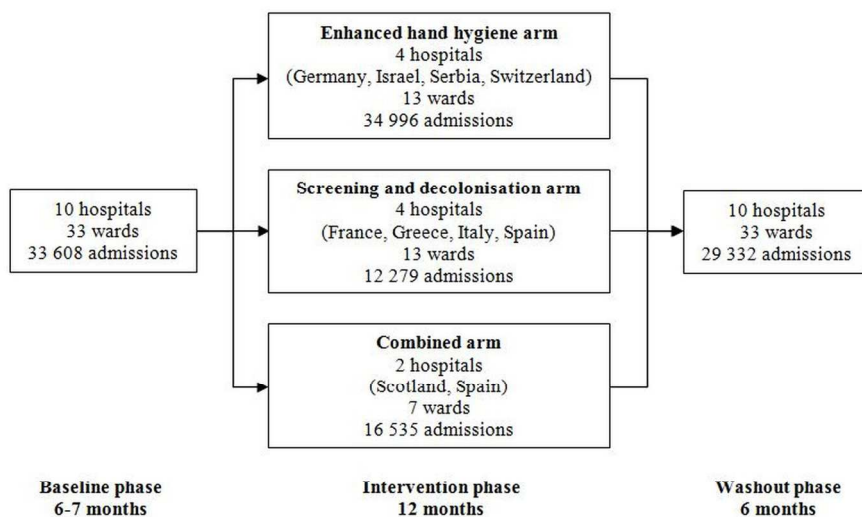 Enhanced hand hygiene arm
4 hospitals
(Germany, Israel, Serbia, Switzerland)
13 wards
34 996 admissions
10 hospitals
33 wards
33 608 admissions
Screening and decolonisation arm
4 hospitals
(France, Greece, Italy, Spain)
13 wards
12 279 admissions
10 hospitals
33 wards
29 332 admissions
Combined arm
2 hospitals
(Scotland, Spain)
7 wards
16 535 admissions
Baseline phase
6-7 months
Intervention phase
12 months
Washout phase
6 months